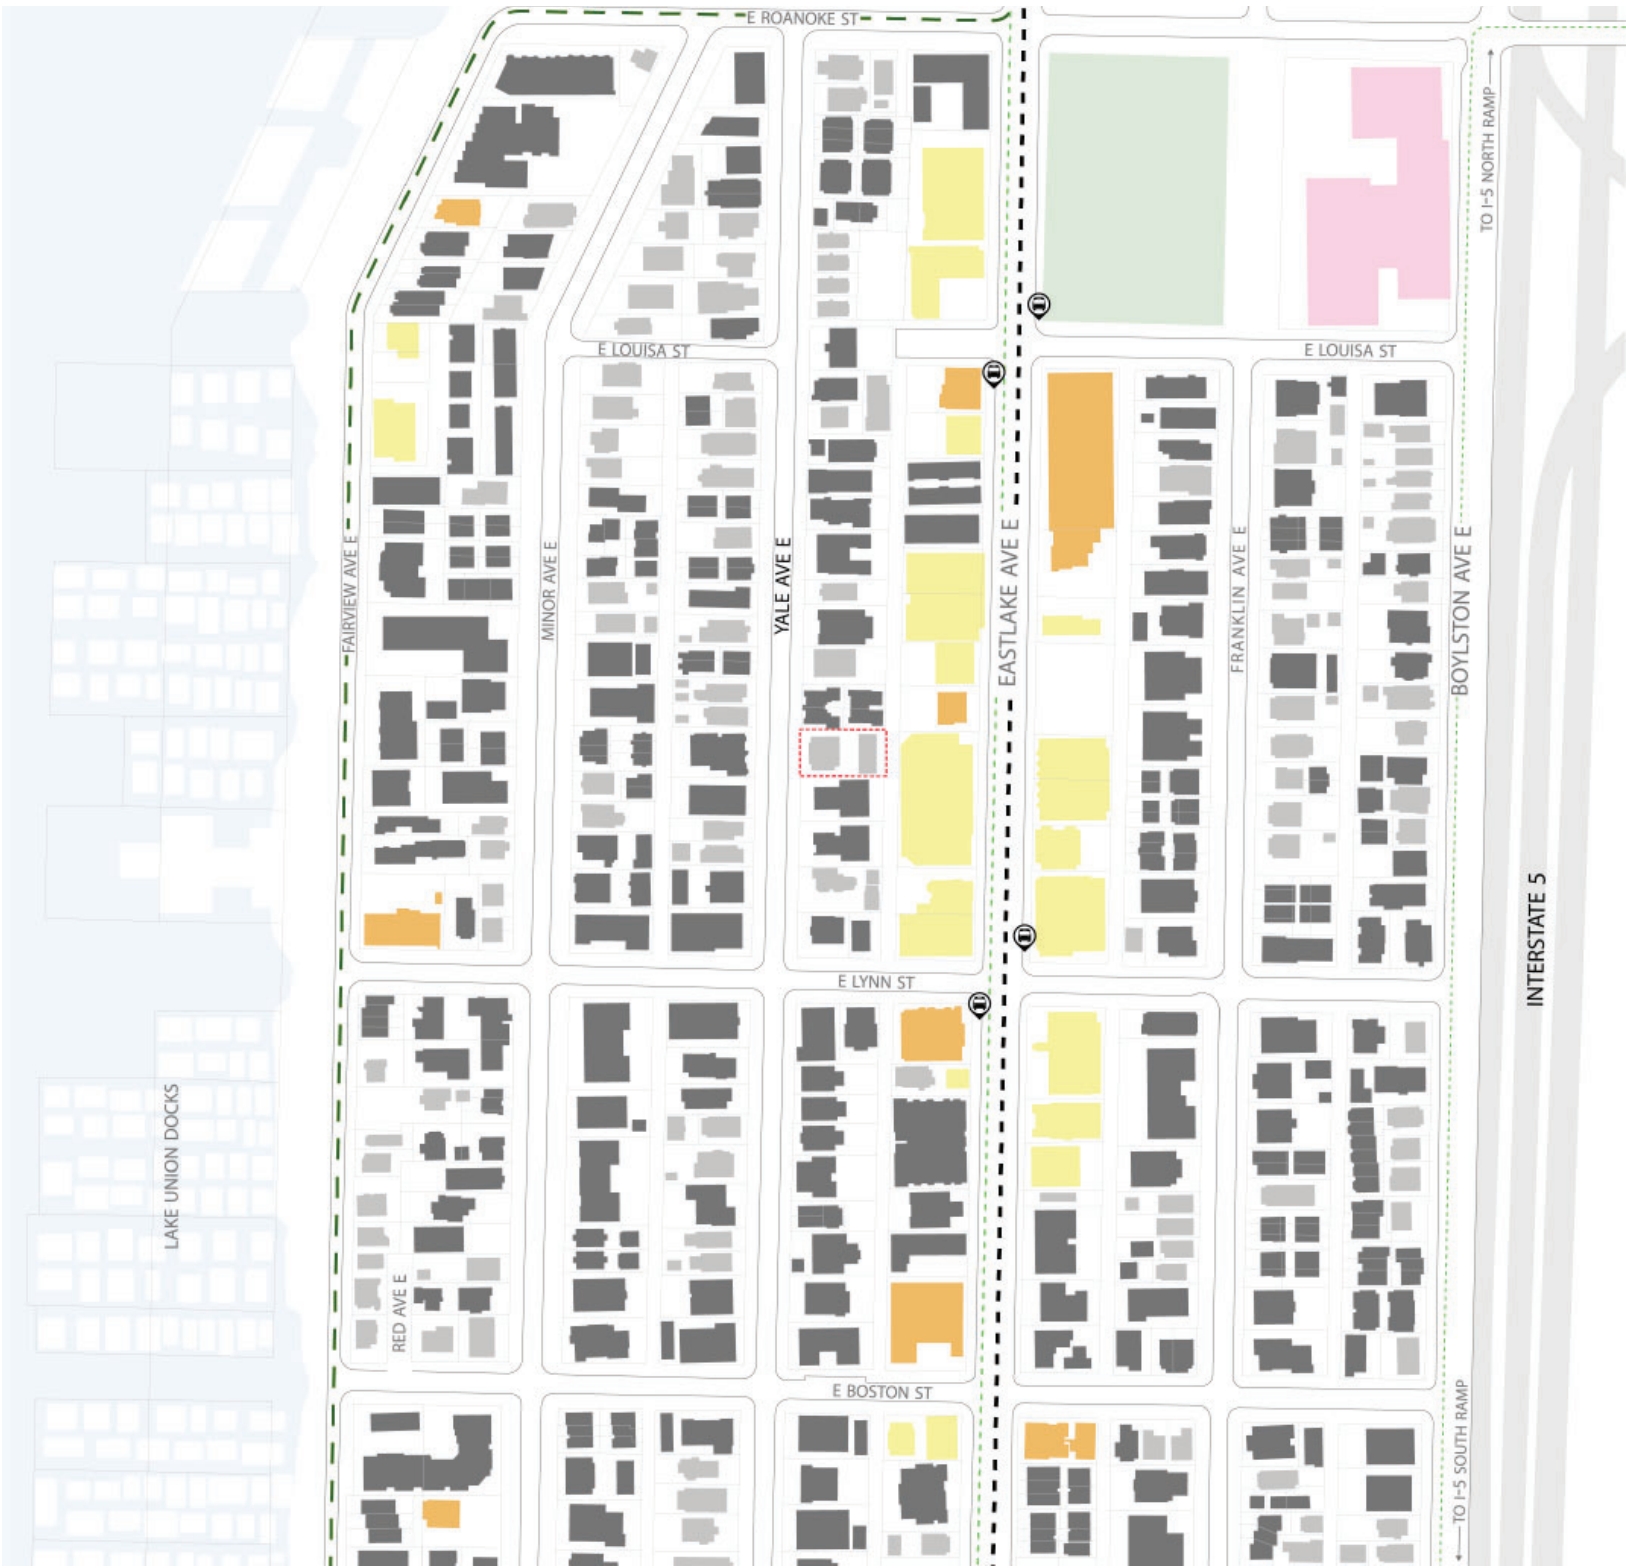 E ROANOKE ST
TO I-5 NORTH RAMP
E LOUISA ST
E LOUISA ST
FAIRVIEW AVE E
MINOR AVE E
YALE AVE E
EASTLAKE AVE E
FRANKLIN AVE E
BOYLSTON AVE E
INTERSTATE 5
E LYNN ST
LAKE UNION DOCKS
RED AVE E
E BOSTON ST
TO I-5 SOUTH RAMP